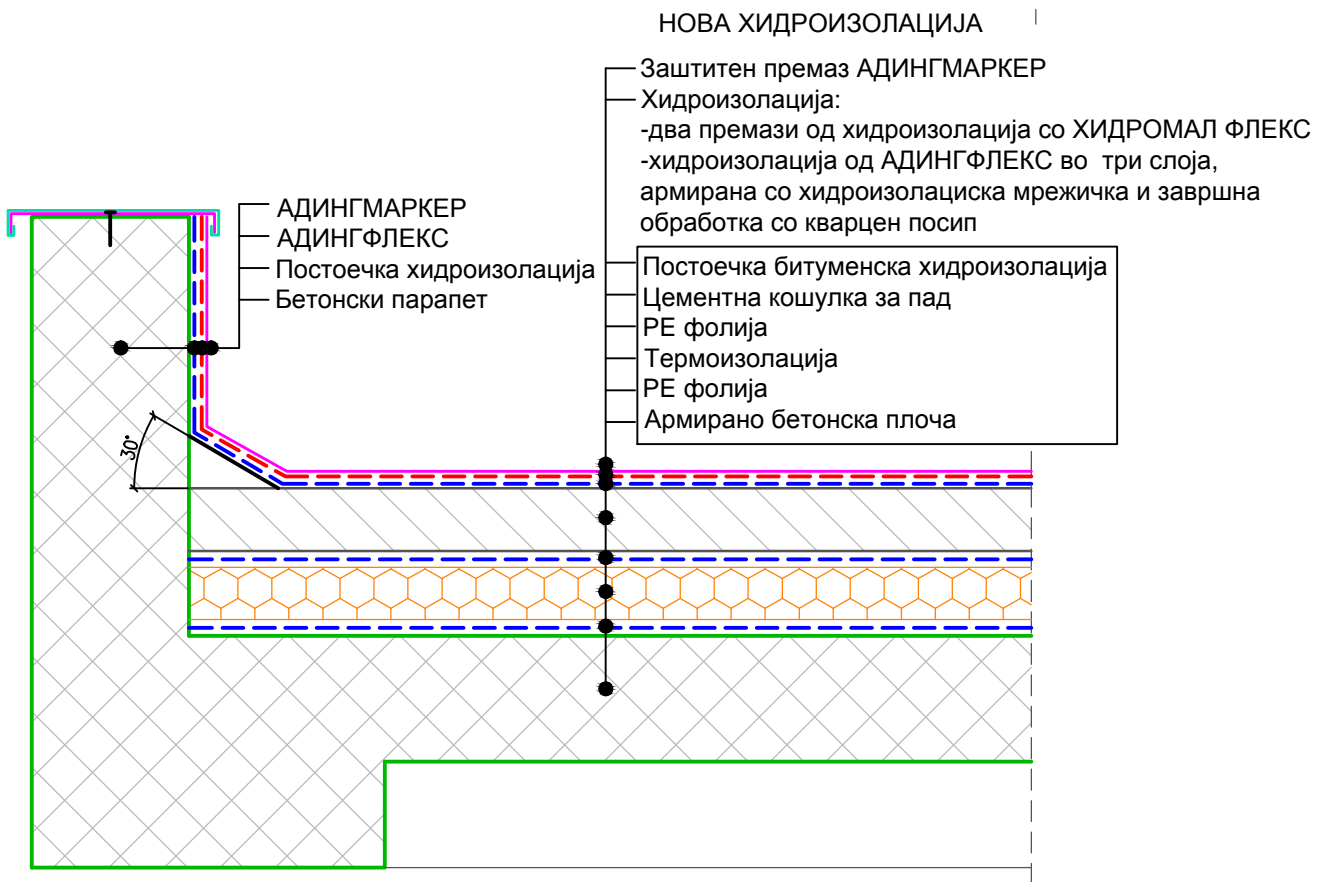 НОВА ХИДРОИЗОЛАЦИЈА
Заштитен премаз АДИНГМАРКЕР
Хидроизолација:
-два премази од хидроизолација со ХИДРОМАЛ ФЛЕКС
-хидроизолација од АДИНГФЛЕКС во три слоја,
армирана со хидроизолациска мрежичка и завршна
обработка со кварцен посип
Постоечка битуменска хидроизолација
Цементна кошулка за пад
РЕ фолија
Термоизолација
РЕ фолија
Армирано бетонска плоча
АДИНГМАРКЕР
АДИНГФЛЕКС
Постоечка хидроизолација
Бетонски парапет
30°